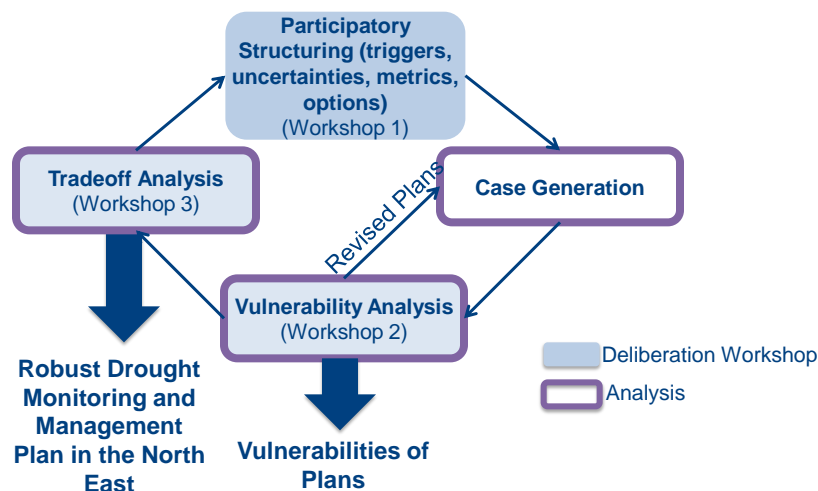 Participatory
Structuring (triggers,
uncertainties, metrics,
options)
(Workshop 1)
Tradeoff Analysis
(Workshop 3)
Case Generation
Revised Plans
Vulnerability Analysis
(Workshop 2)
Deliberation Workshop
Analysis
Robust Drought
Monitoring and
Management
Plan in the North
East
Vulnerabilities of
Plans